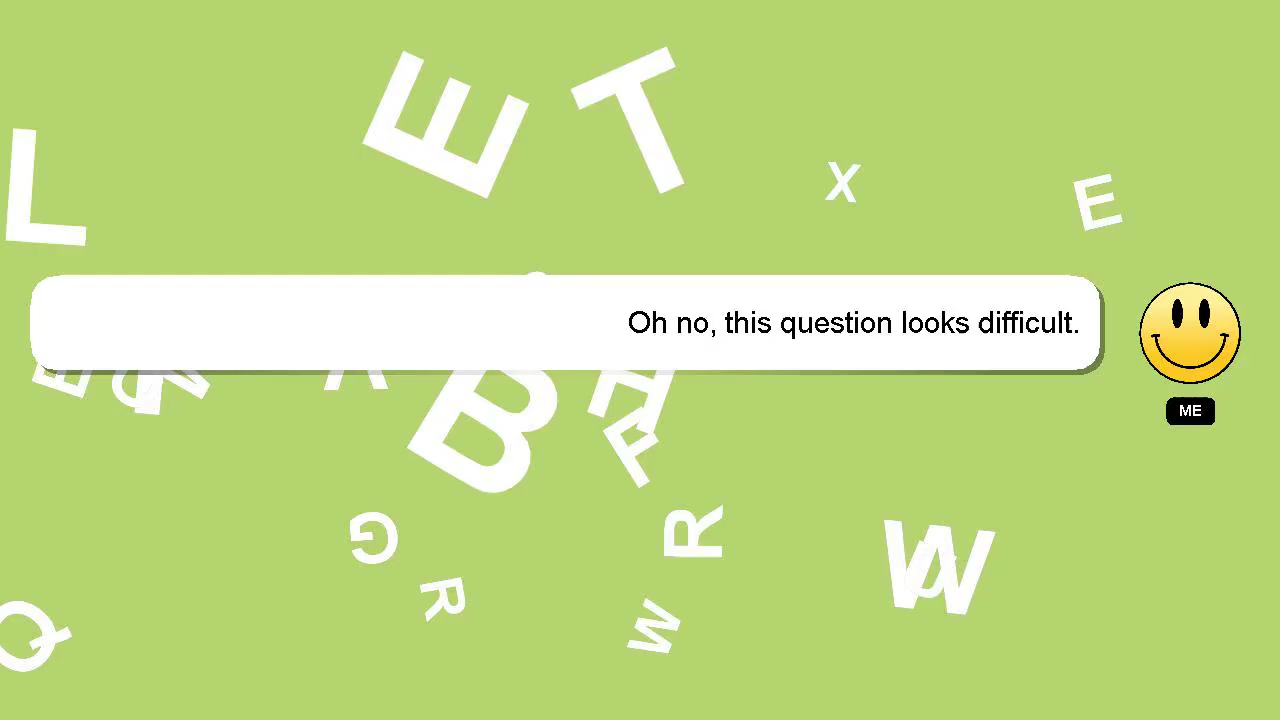 E T
L X E
Oh no, this question looks difficult.
ME
B
F
G R W
R W
Q